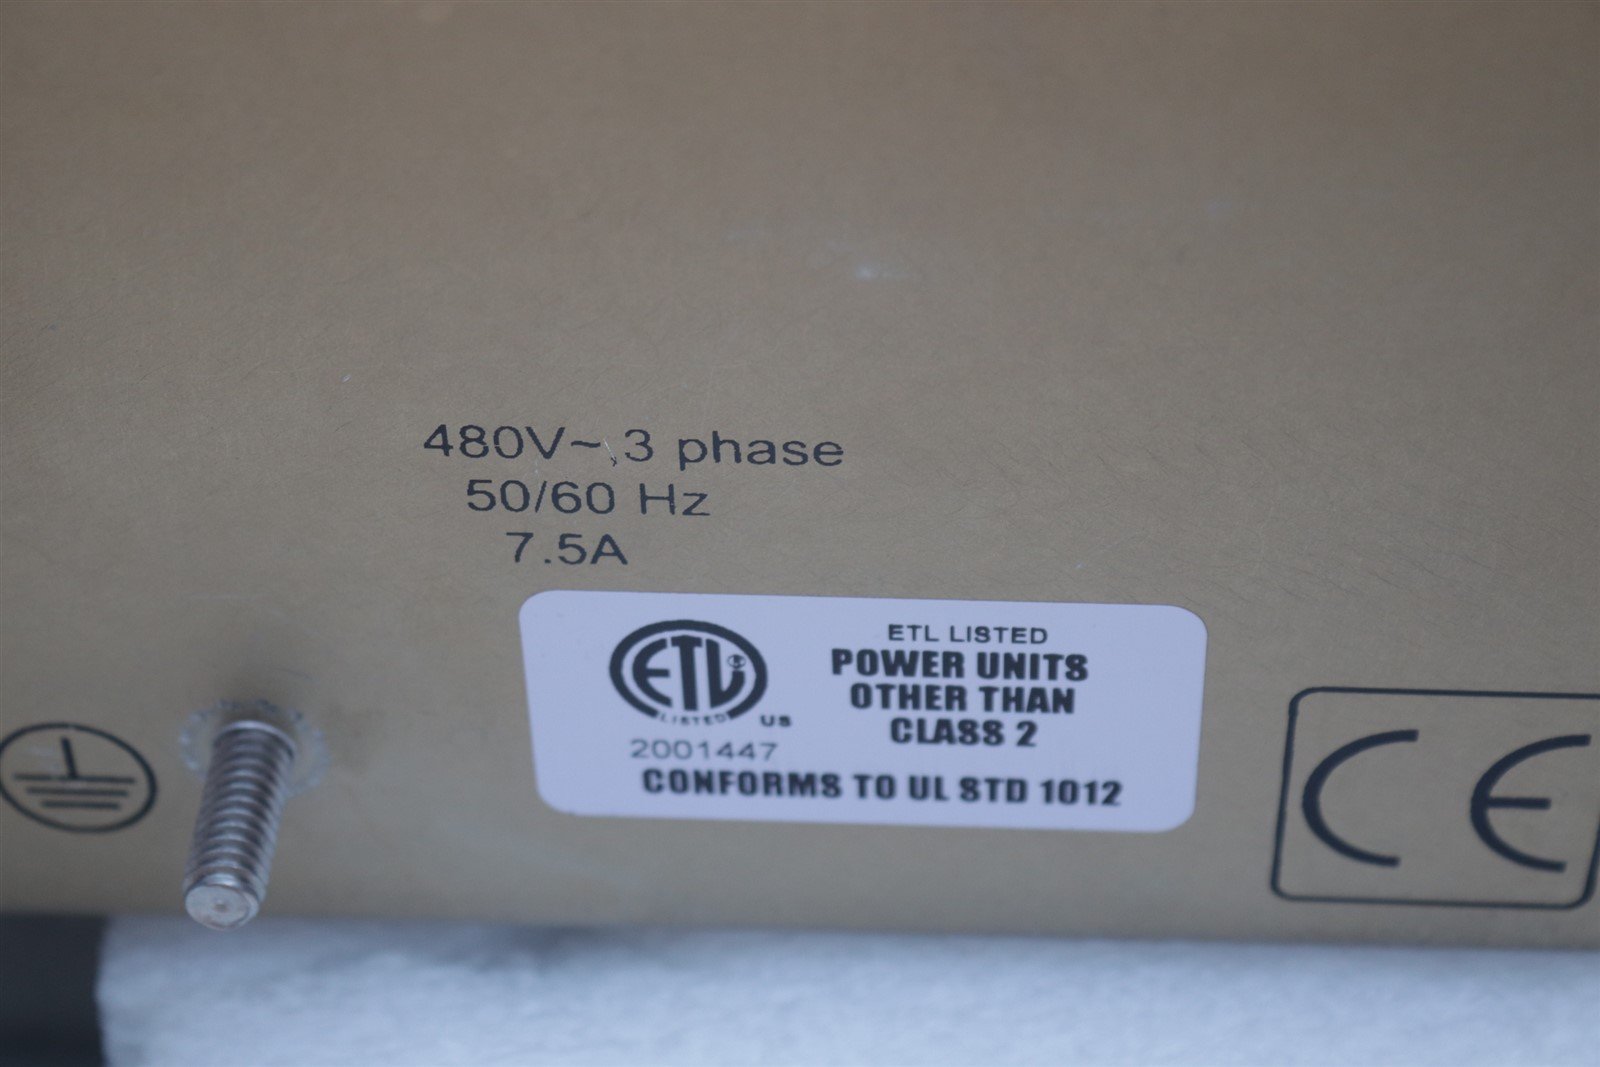 480V~,3 phase
50/60 Hz
7.5A
ETL
LISTED
US
2001447
ETL LISTED
POWER UNITS
OTHER THAN
CLASS 2
CONFORMS TO UL STD 1012
CE